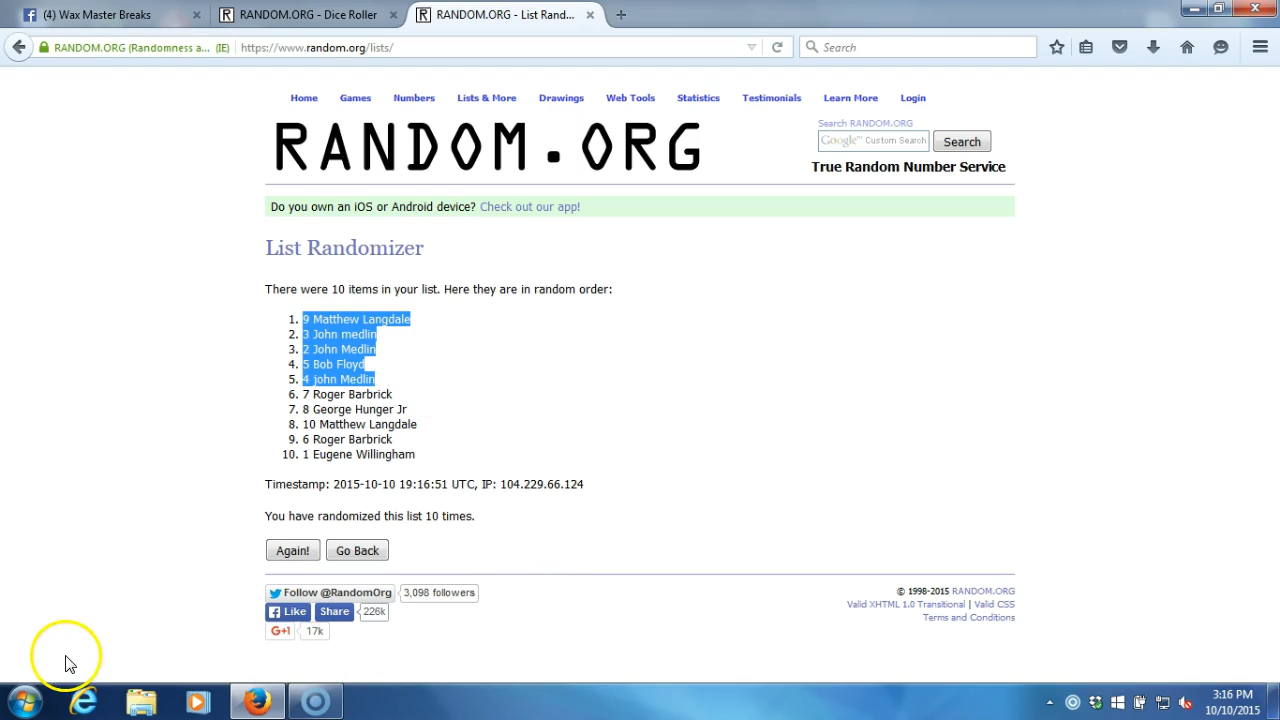 (4) Wax Master Breaks
RANDOM.ORG - Dice Roller
RANDOM.ORG - List Rand...
RANDOM.ORG (Randomness a... (IE)
https://www.random.org/lists/
Search
Home Games Numbers Lists & More Drawings Web Tools Statistics Testimonials Learn More Login
RANDOM.ORG
Search RANDOM.ORG
Google™ Custom Search
Search
True Random Number Service
Do you own an iOS or Android device? Check out our app!
List Randomizer
There were 10 items in your list. Here they are in random order:
1. 9 Matthew Langdale
2. 3 John medlin
3. 2 John Medlin
4. 5 Bob Floyd
5. 4 john Medlin
6. 7 Roger Barbrick
7. 8 George Hunger Jr
8. 10 Matthew Langdale
9. 6 Roger Barbrick
10. 1 Eugene Willingham
Timestamp: 2015-10-10 19:16:51 UTC, IP: 104.229.66.124
You have randomized this list 10 times.
Again! Go Back
Follow @RandomOrg 3,098 followers
Like Share 226k
G+1 17k
© 1998-2015 RANDOM.ORG
Valid XHTML 1.0 Transitional | Valid CSS
Terms and Conditions
3:16 PM
10/10/2015